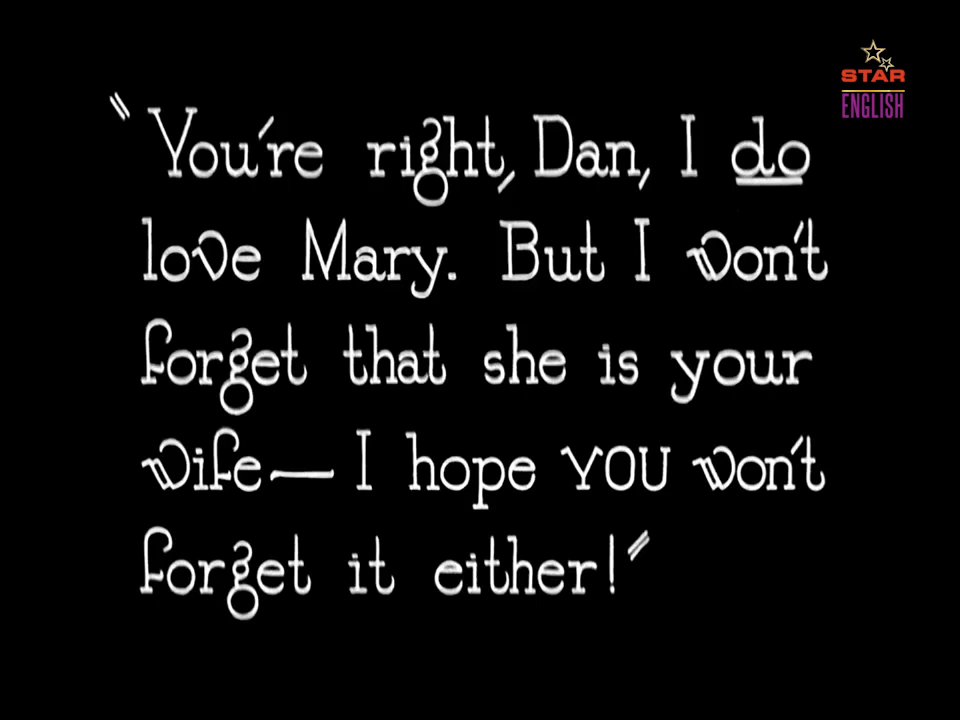 STAR
ENGLISH
"You're right, Dan, I do
love Mary. But I won't
forget that she is your
wife— I hope YOU won't
forget it either!"